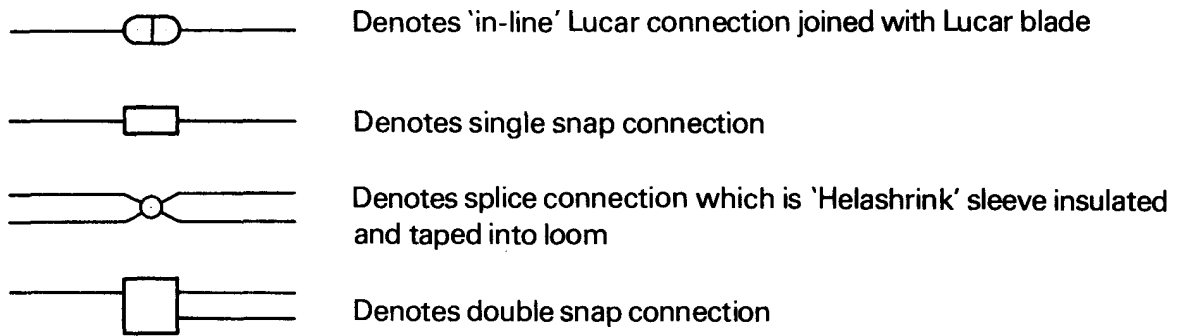 Denotes 'in-line' Lucar connection joined with Lucar blade
Denotes single snap connection
Denotes splice connection which is 'Helashrink' sleeve insulated
and taped into loom
Denotes double snap connection